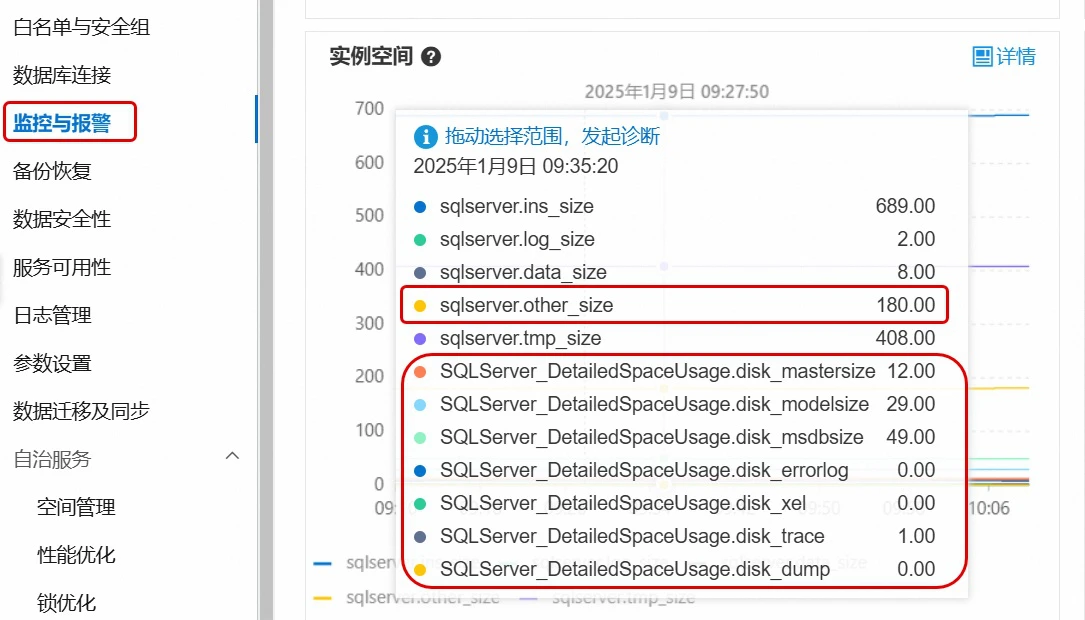 白名单与安全组
数据库连接
监控与报警
备份恢复
数据安全性
服务可用性
日志管理
参数设置
数据迁移及同步
自治服务
空间管理
性能优化
锁优化
实例空间 ?
详情
2025年1月9日 09:27:50
700
600
500
400
300
200
100
0
拖动选择范围，发起诊断
2025年1月9日 09:35:20
sqlserver.ins_size 689.00
sqlserver.log_size 2.00
sqlserver.data_size 8.00
sqlserver.other_size 180.00
sqlserver.tmp_size 408.00
SQLServer_DetailedSpaceUsage.disk_mastersize 12.00
SQLServer_DetailedSpaceUsage.disk_modelsize 29.00
SQLServer_DetailedSpaceUsage.disk_msdbsize 49.00
SQLServer_DetailedSpaceUsage.disk_errorlog 0.00
SQLServer_DetailedSpaceUsage.disk_xel 0.00
SQLServer_DetailedSpaceUsage.disk_trace 1.00
SQLServer_DetailedSpaceUsage.disk_dump 0.00
10:06
sqlserver.other_size
sqlserver.tmp_size